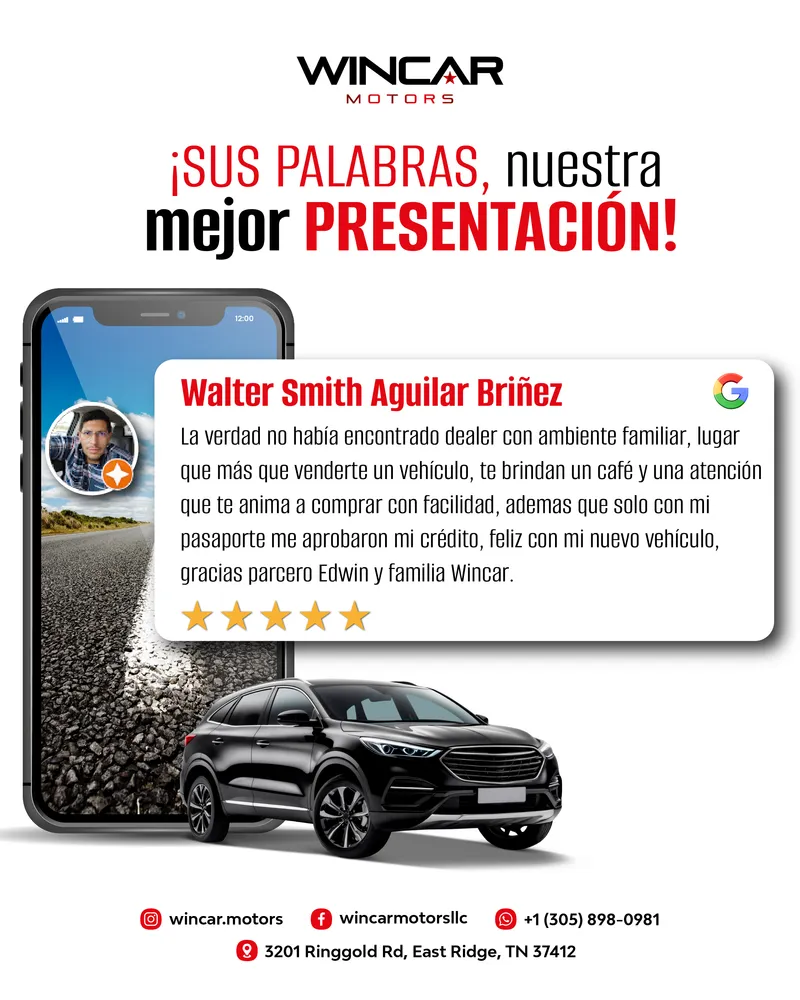 WINCAR
MOTORS
¡SUS PALABRAS, nuestra
mejor PRESENTACIÓN!
12:00
Walter Smith Aguilar Briñez
La verdad no había encontrado dealer con ambiente familiar, lugar
que más que venderte un vehículo, te brindan un café y una atención
que te anima a comprar con facilidad, ademas que solo con mi
pasaporte me aprobaron mi crédito, feliz con mi nuevo vehículo,
gracias parcero Edwin y familia Wincar.
wincar.motors wincarmotorsllc +1 (305) 898-0981
3201 Ringgold Rd, East Ridge, TN 37412